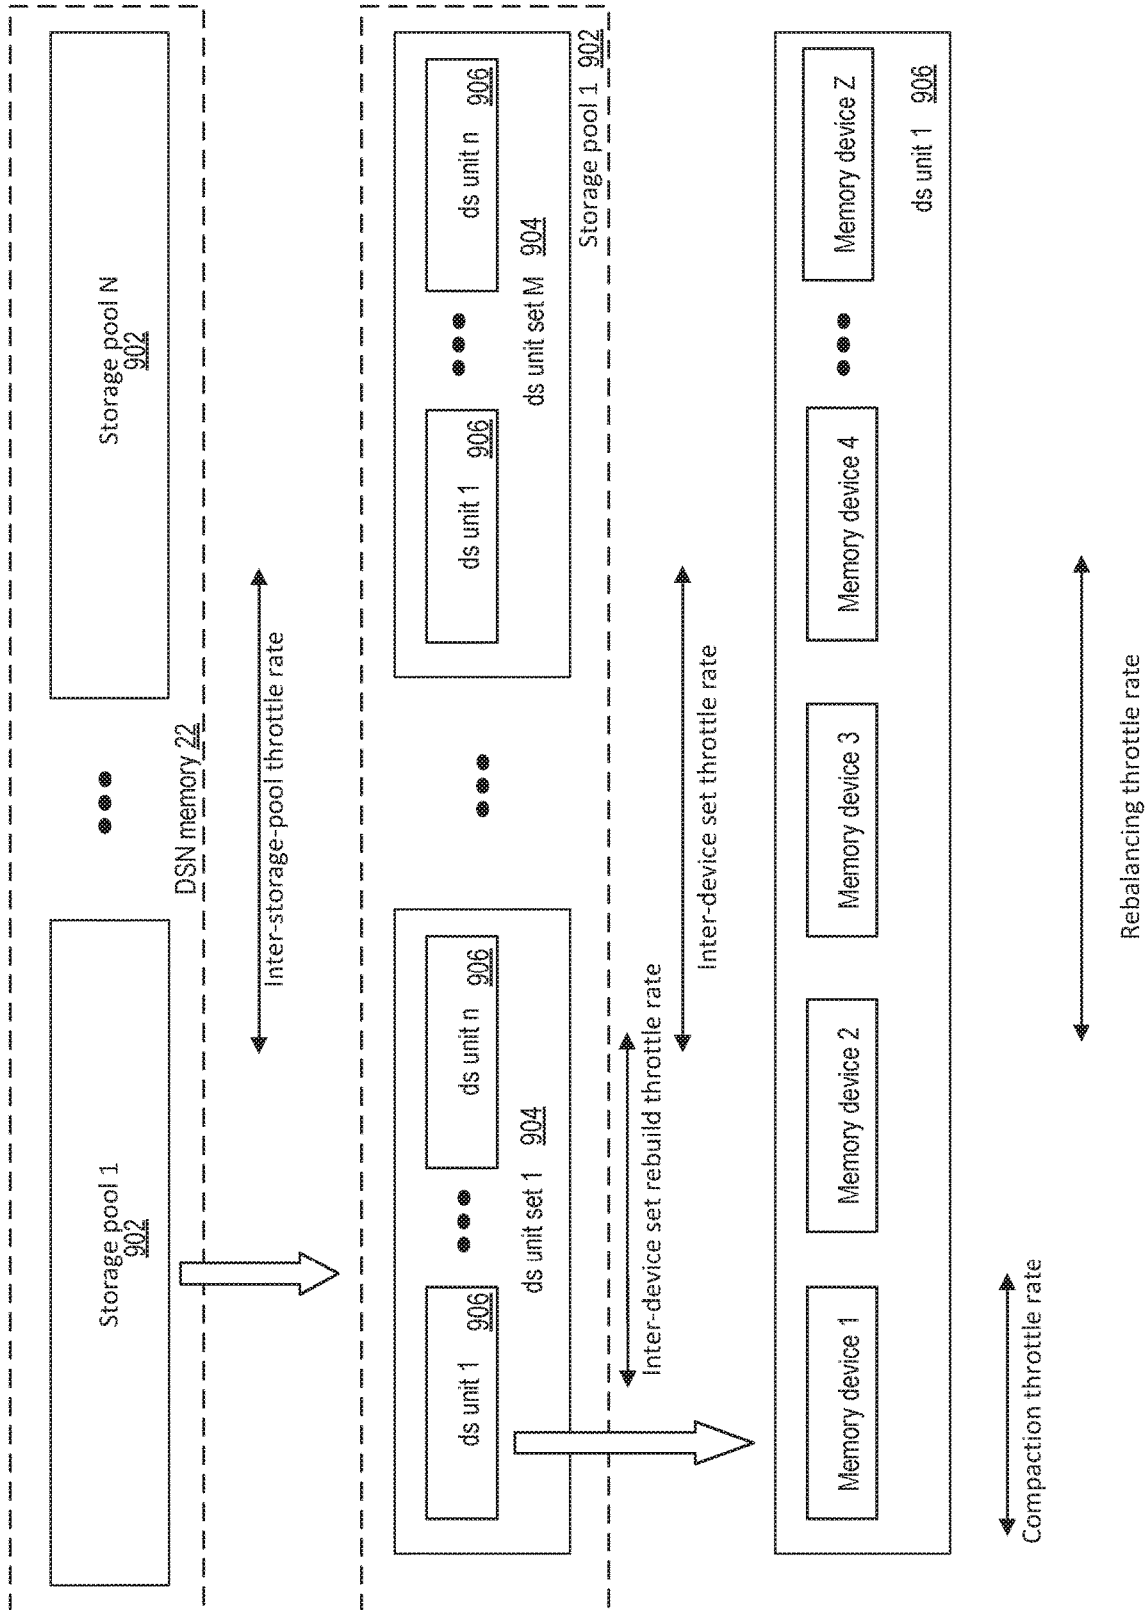 Storage pool 1
902
Storage pool N
902
DSN memory 22
Inter-storage-pool throttle rate
ds unit 1
906
ds unit n
906
ds unit set 1 904
ds unit 1
906
ds unit n
906
ds unit set M 904
Storage pool 1 902
Inter-device set rebuild throttle rate
Inter-device set throttle rate
Memory device 1
Memory device 2
Memory device 3
Memory device 4
Memory device Z
ds unit 1 906
Compaction throttle rate
Rebalancing throttle rate